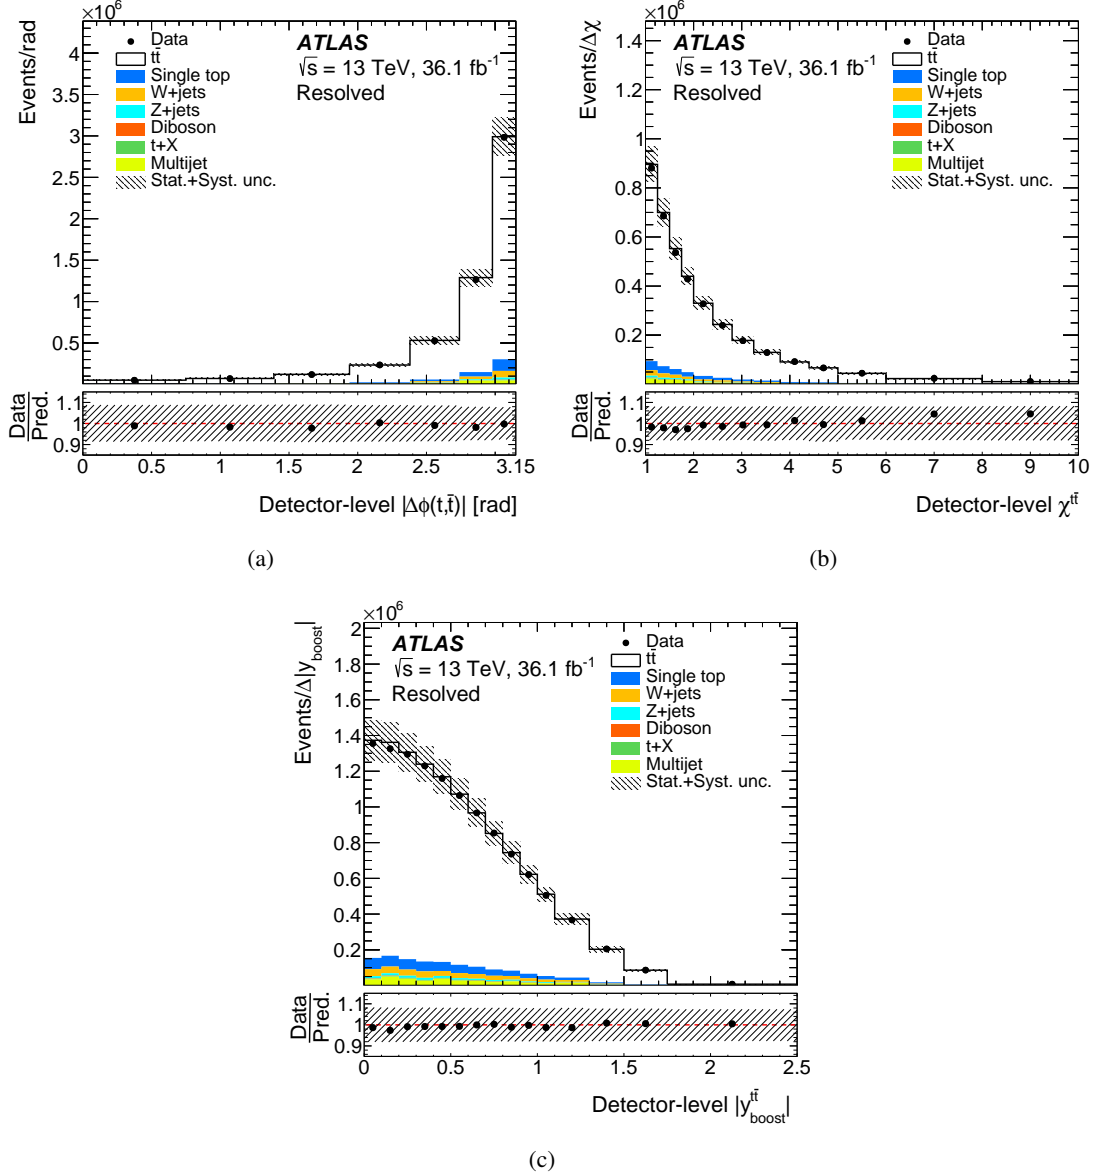 ×10⁶
Events/rad
4
3.5
3
2.5
2
1.5
1
0.5
Data
tt̄
Single top
W+jets
Z+jets
Diboson
t+X
Multijet
Stat.+Syst. unc.
ATLAS
√s = 13 TeV, 36.1 fb⁻¹
Resolved
Data
Pred.
1.1
1
0.9
0 0.5 1 1.5 2 2.5 3.15
Detector-level |Δϕ(t,t̄)| [rad]
(a)
×10⁶
Events/Δχ
1.4
1.2
1
0.8
0.6
0.4
0.2
ATLAS
√s = 13 TeV, 36.1 fb⁻¹
Resolved
Data
tt̄
Single top
W+jets
Z+jets
Diboson
t+X
Multijet
Stat.+Syst. unc.
Data
Pred.
1.1
1
0.9
1 2 3 4 5 6 7 8 9 10
Detector-level χ^tt̄
(b)
×10⁶
Events/Δ|y_boost|
2
1.8
1.6
1.4
1.2
1
0.8
0.6
0.4
0.2
ATLAS
√s = 13 TeV, 36.1 fb⁻¹
Resolved
Data
tt̄
Single top
W+jets
Z+jets
Diboson
t+X
Multijet
Stat.+Syst. unc.
Data
Pred.
1.1
1
0.9
0 0.5 1 1.5 2 2.5
Detector-level |y^tt̄_boost|
(c)